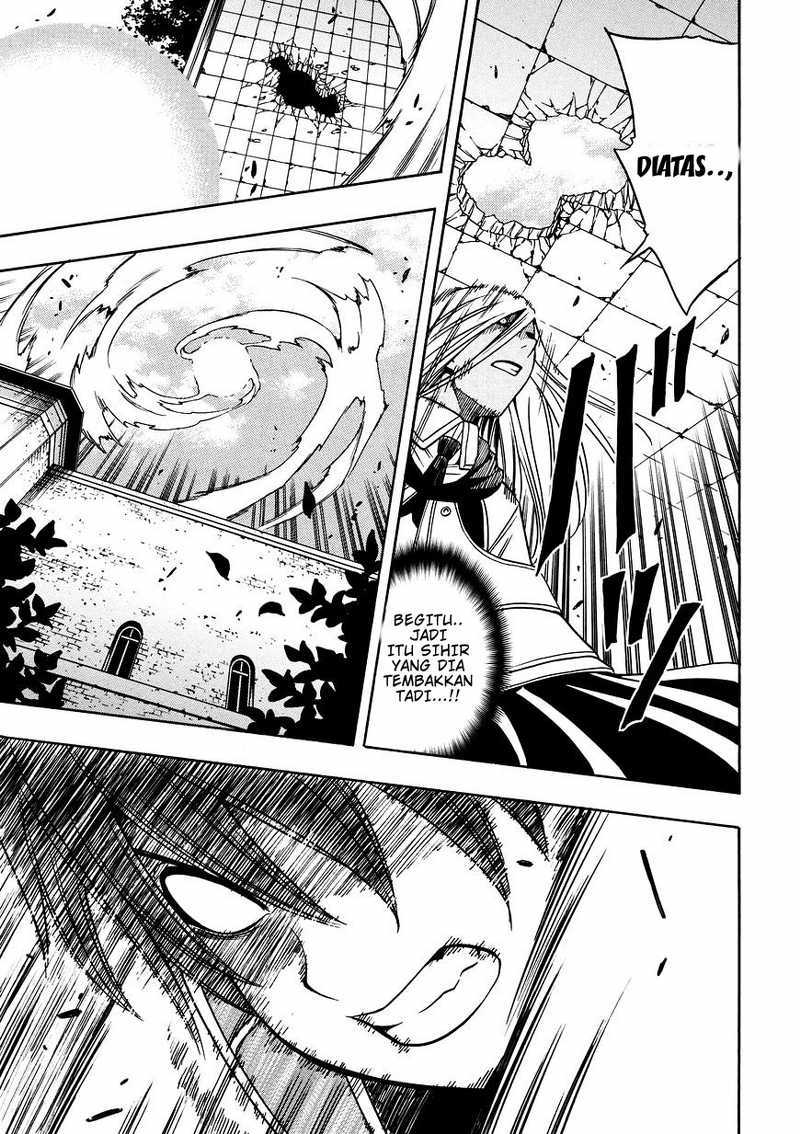 DIATAS..,
BEGITU..
JADI
ITU SIHIR
YANG DIA
TEMBAKKAN
TADI...!!